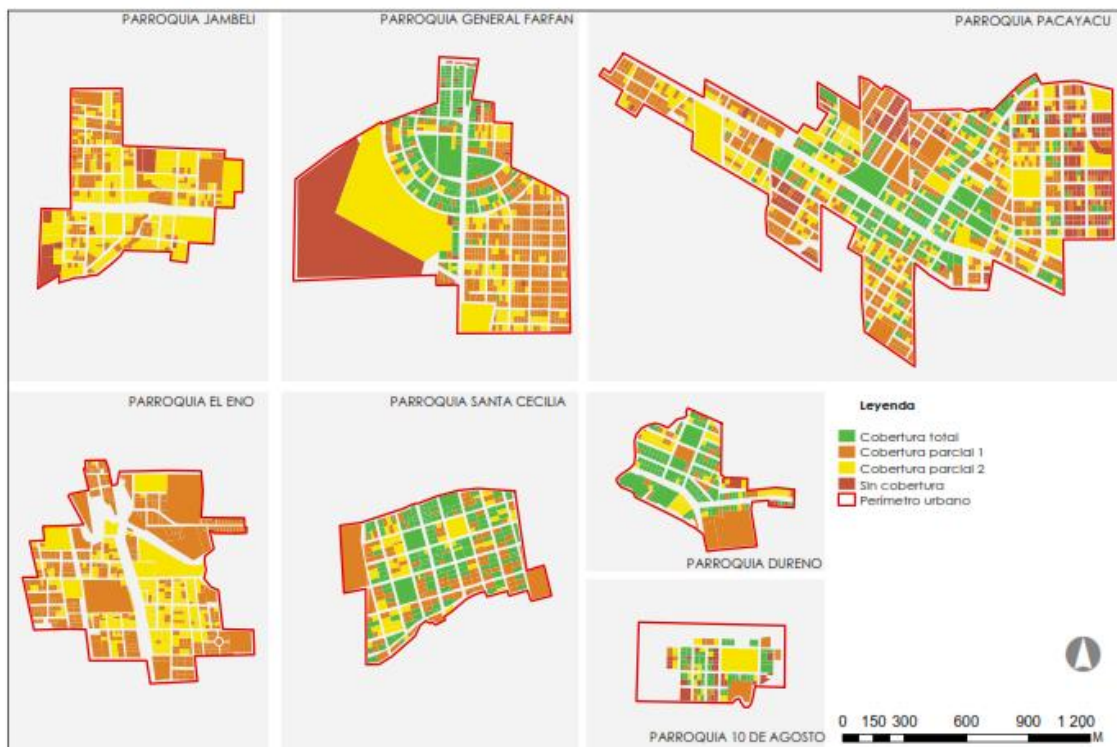 PARROQUIA JAMBELI
PARROQUIA GENERAL FARFAN
PARROQUIA PACAYACU
PARROQUIA EL ENO
PARROQUIA SANTA CECILIA
Leyenda
Cobertura total
Cobertura parcial 1
Cobertura parcial 2
Sin cobertura
Perímetro urbano
PARROQUIA DURENO
PARROQUIA 10 DE AGOSTO
0 150 300 600 900 1 200
M